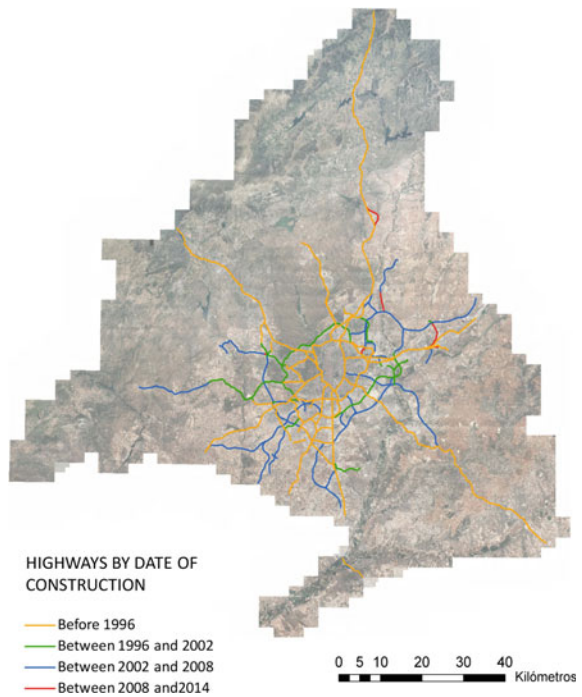 HIGHWAYS BY DATE OF
CONSTRUCTION
Before 1996
Between 1996 and 2002
Between 2002 and 2008
Between 2008 and2014
0 5 10 20 30 40
Kilómetros